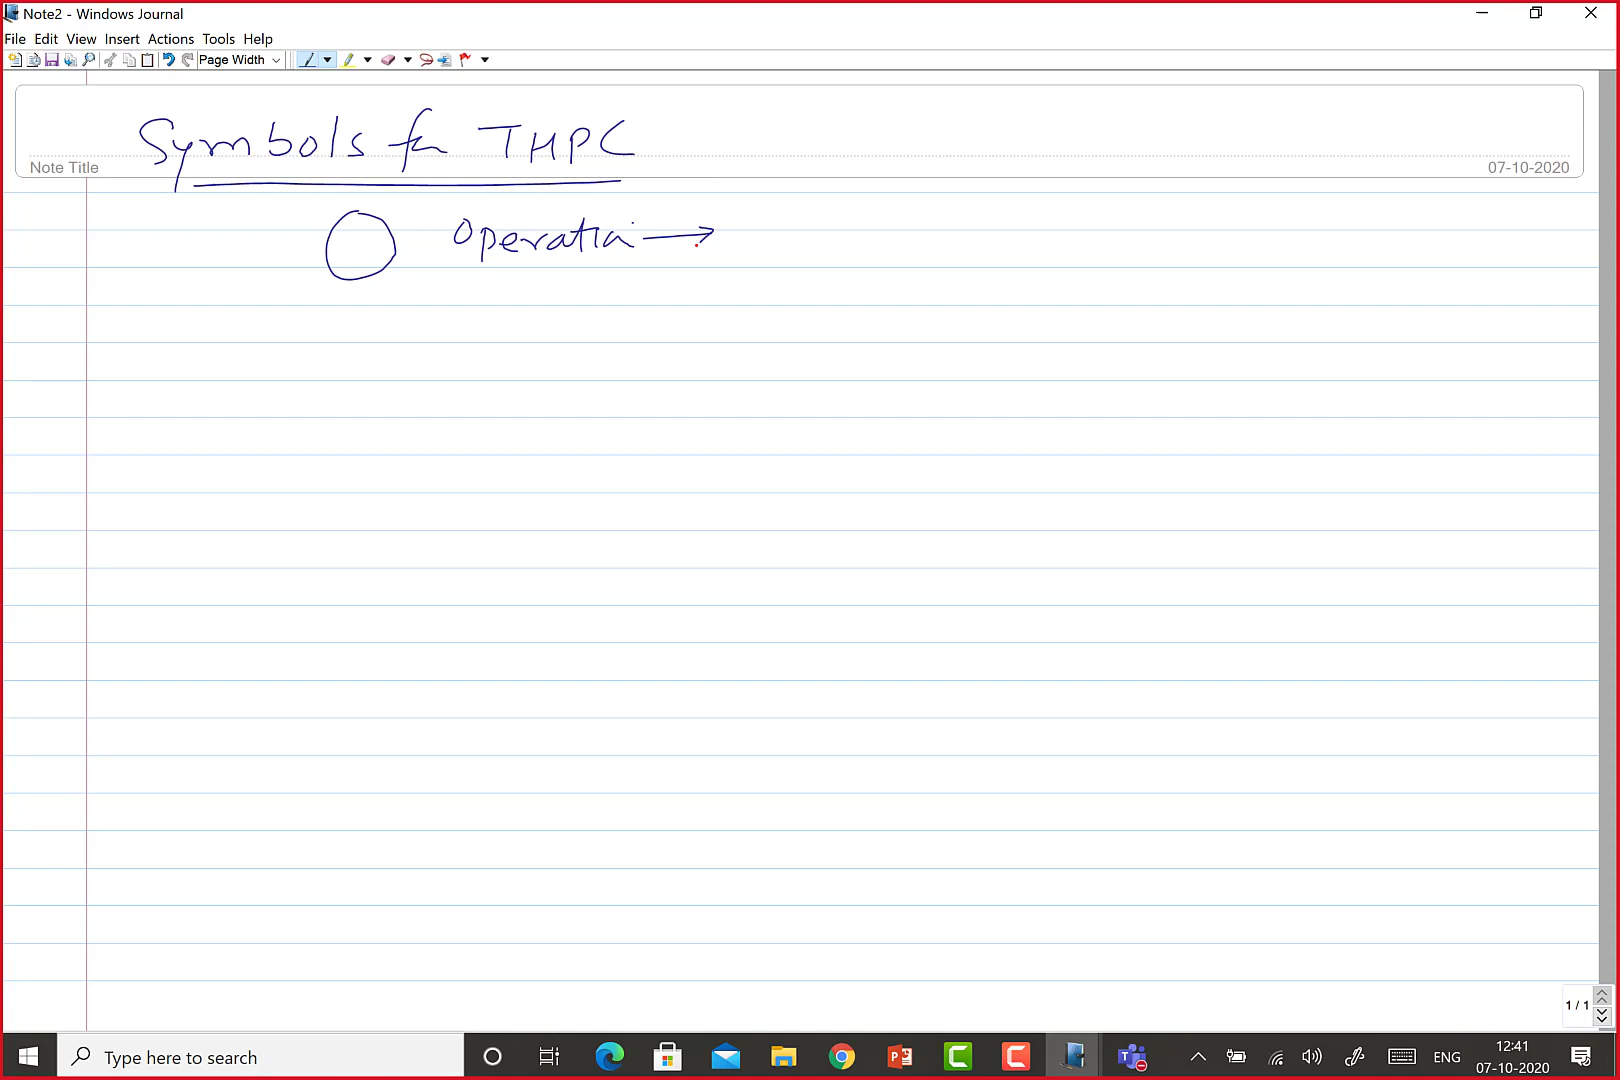 Note2 - Windows Journal
File Edit View Insert Actions Tools Help
Page Width
Symbols for THPC
Note Title
07-10-2020
Operation →
1 / 1
Type here to search
ENG
12:41
07-10-2020